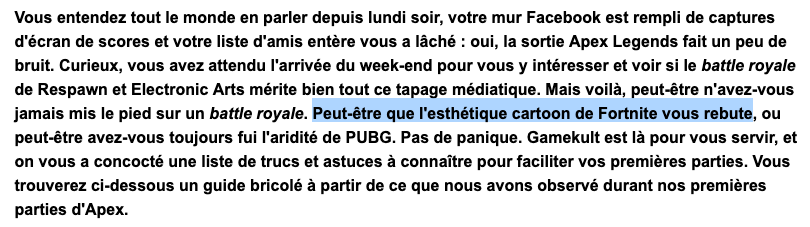 Vous entendez tout le monde en parler depuis lundi soir, votre mur Facebook est rempli de captures
d'écran de scores et votre liste d'amis entère vous a lâché : oui, la sortie Apex Legends fait un peu de
bruit. Curieux, vous avez attendu l'arrivée du week-end pour vous y intéresser et voir si le battle royale
de Respawn et Electronic Arts mérite bien tout ce tapage médiatique. Mais voilà, peut-être n'avez-vous
jamais mis le pied sur un battle royale. Peut-être que l'esthétique cartoon de Fortnite vous rebute, ou
peut-être avez-vous toujours fui l'aridité de PUBG. Pas de panique. Gamekult est là pour vous servir, et
on vous a concocté une liste de trucs et astuces à connaître pour faciliter vos premières parties. Vous
trouverez ci-dessous un guide bricolé à partir de ce que nous avons observé durant nos premières
parties d'Apex.